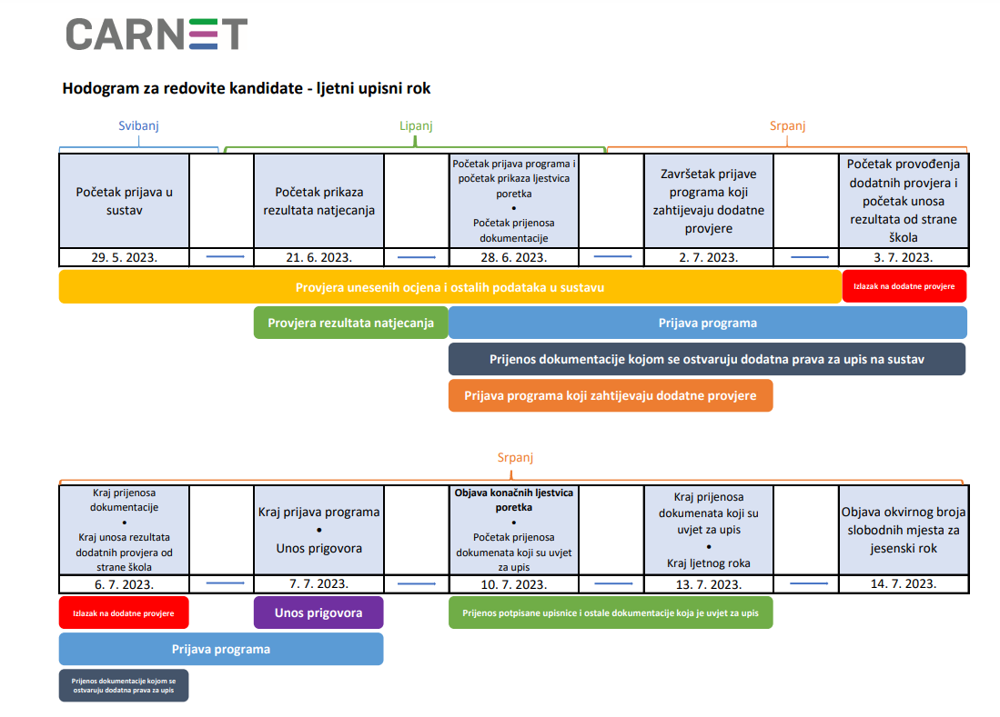 CARNET
Hodogram za redovite kandidate - ljetni upisni rok
Svibanj
Lipanj
Srpanj
Početak prijava u
sustav
Početak prikaza
rezultata natjecanja
Početak prijava programa i
početak prikaza ljestvica
poretka
•
Početak prijenosa
dokumentacije
Završetak prijave
programa koji
zahtijevaju dodatne
provjere
Početak provođenja
dodatnih provjera i
početak unosa
rezultata od strane
škola
29. 5. 2023.
21. 6. 2023.
28. 6. 2023.
2. 7. 2023.
3. 7. 2023.
Provjera unesenih ocjena i ostalih podataka u sustavu
Izlazak na dodatne provjere
Provjera rezultata natjecanja
Prijava programa
Prijenos dokumentacije kojom se ostvaruju dodatna prava za upis na sustav
Prijava programa koji zahtijevaju dodatne provjere
Srpanj
Kraj prijenosa
dokumentacije
•
Kraj unosa rezultata
dodatnih provjera od
strane škola
Kraj prijava programa
•
Unos prigovora
Objava konačnih ljestvica
poretka
•
Početak prijenosa
dokumenata koji su uvjet
za upis
Kraj prijenosa
dokumenata koji su
uvjet za upis
•
Kraj ljetnog roka
Objava okvirnog broja
slobodnih mjesta za
jesenski rok
6. 7. 2023.
7. 7. 2023.
10. 7. 2023.
13. 7. 2023.
14. 7. 2023.
Izlazak na dodatne provjere
Unos prigovora
Prijenos potpisane upisnice i ostale dokumentacije koja je uvjet za upis
Prijava programa
Prijenos dokumentacije kojom se
ostvaruju dodatna prava za upis